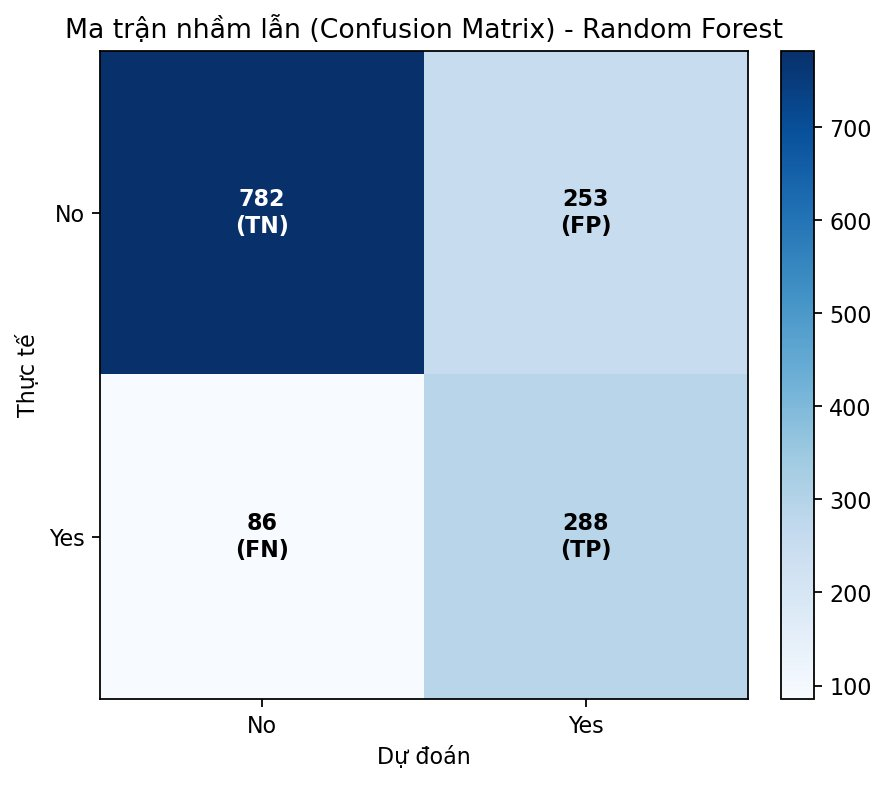 Ma trận nhầm lẫn (Confusion Matrix) - Random Forest
Thực tế
No
Yes
782
(TN)
253
(FP)
86
(FN)
288
(TP)
No
Yes
Dự đoán
700
600
500
400
300
200
100